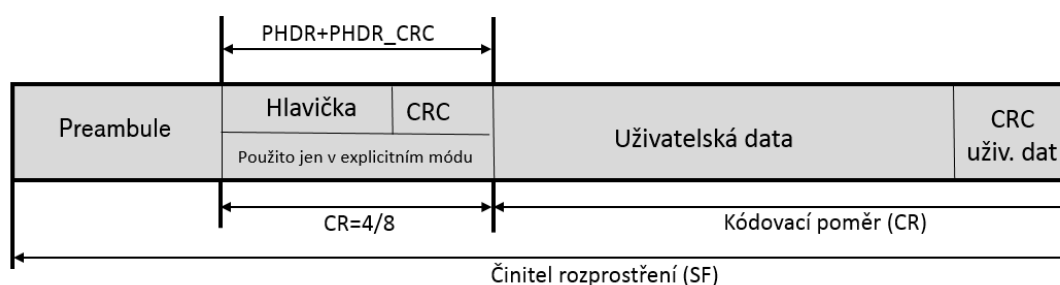 PHDR+PHDR_CRC
Preambule
Hlavička
CRC
Použito jen v explicitním módu
Uživatelská data
CRC
uživ. dat
CR=4/8
Kódovací poměr (CR)
Činitel rozprostření (SF)